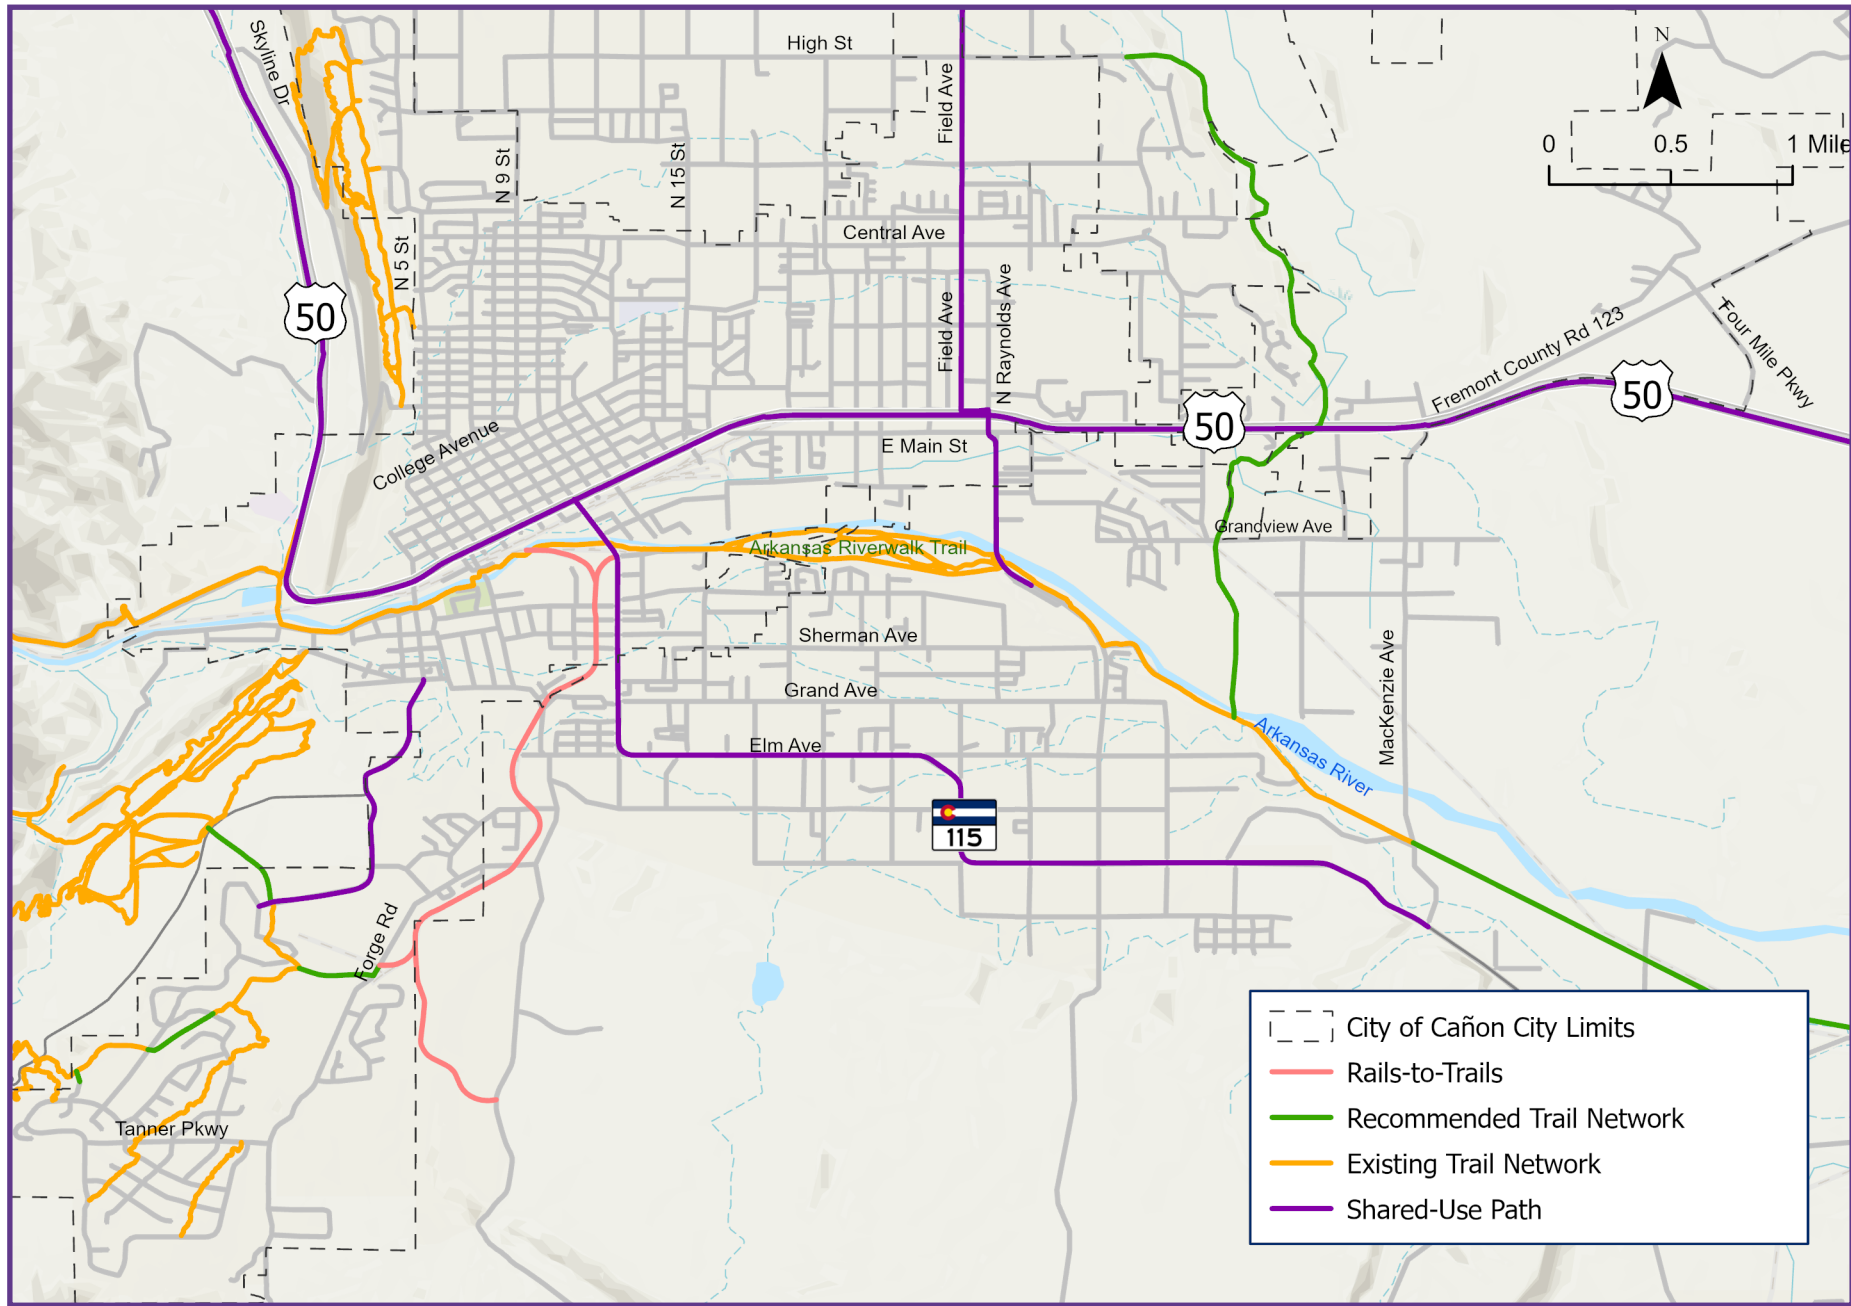 High St
N
Skyline Dr
Field Ave
0 0.5 1 Mile
N 9 St
N 15 St
Central Ave
N 5 St
50
Field Ave
N Raynolds Ave
Fremont County Rd 123
Four Mile Pkwy
50
50
College Avenue
E Main St
Grandview Ave
Arkansas Riverwalk Trail
Sherman Ave
MacKenzie Ave
Grand Ave
Elm Ave
Arkansas River
115
Forge Rd
Tanner Pkwy
City of Cañon City Limits
Rails-to-Trails
Recommended Trail Network
Existing Trail Network
Shared-Use Path